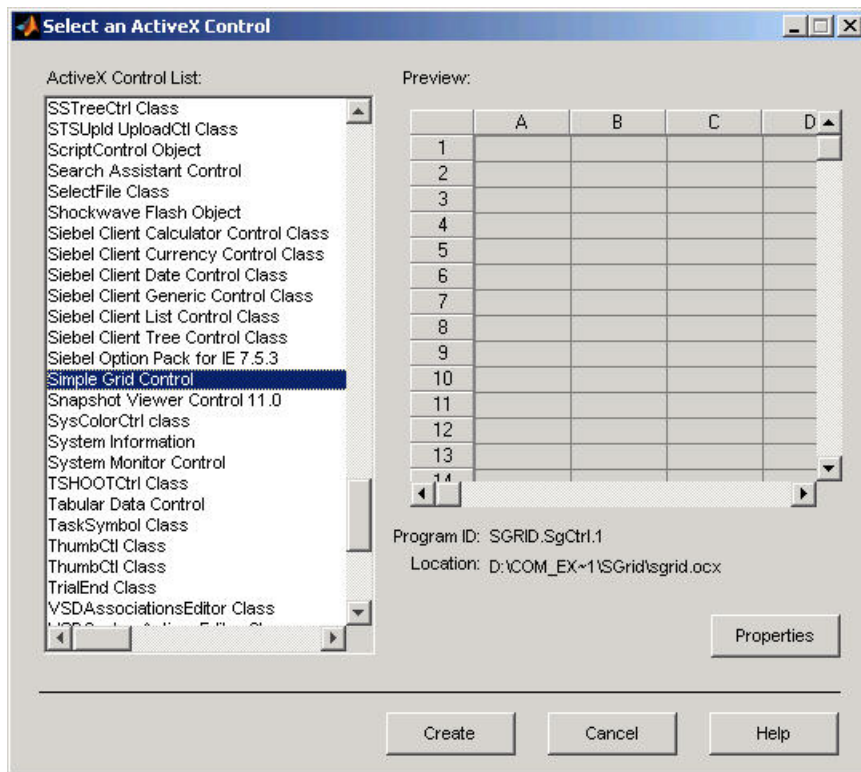 Select an ActiveX Control
ActiveX Control List:
SSTreeCtrl Class
STSUpld UploadCtl Class
ScriptControl Object
Search Assistant Control
SelectFile Class
Shockwave Flash Object
Siebel Client Calculator Control Class
Siebel Client Currency Control Class
Siebel Client Date Control Class
Siebel Client Generic Control Class
Siebel Client List Control Class
Siebel Client Tree Control Class
Siebel Option Pack for IE 7.5.3
Simple Grid Control
Snapshot Viewer Control 11.0
SysColorCtrl class
System Information
System Monitor Control
TSHOOTCtrl Class
Tabular Data Control
TaskSymbol Class
ThumbCtl Class
ThumbCtl Class
TrialEnd Class
VSDAssociationsEditor Class
Preview:
A B C D
1
2
3
4
5
6
7
8
9
10
11
12
13
14
Program ID: SGRID.SgCtrl.1
Location: D:\COM_EX~1\SGrid\sgrid.ocx
Properties
Create Cancel Help